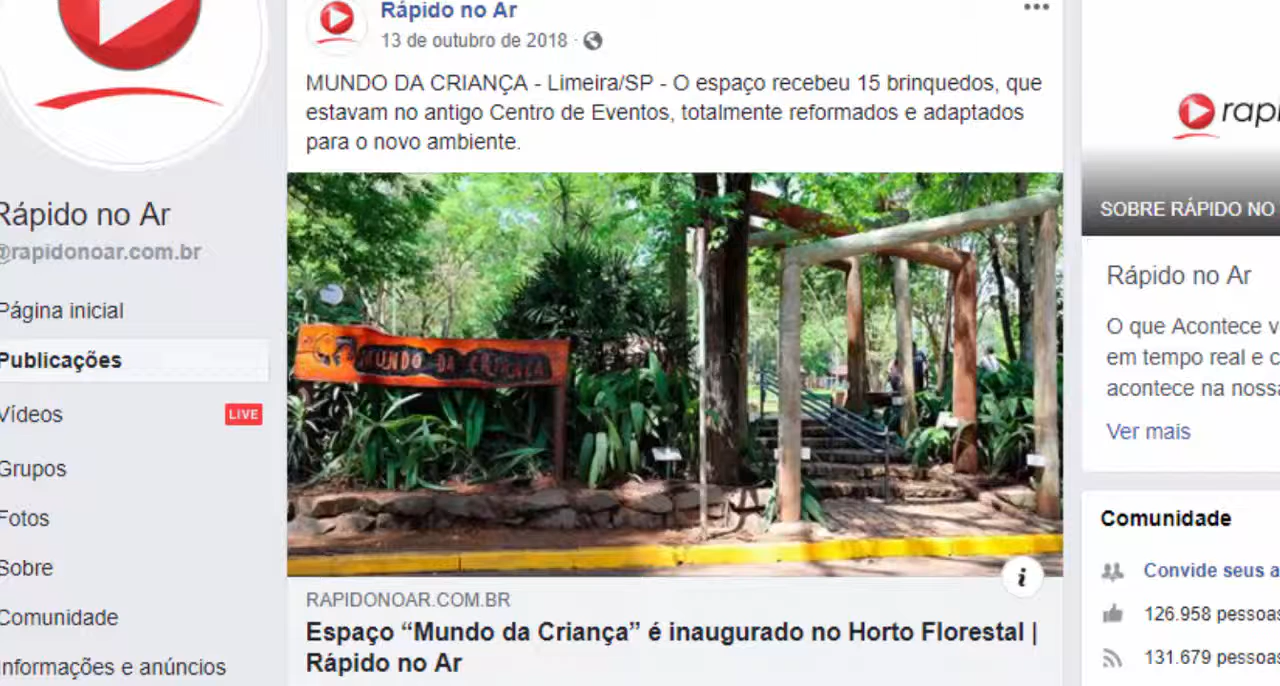 Rápido no Ar
@rapidonoar.com.br
Página inicial
Publicações
Vídeos
LIVE
Grupos
Fotos
Sobre
Comunidade
Informações e anúncios
Rápido no Ar
13 de outubro de 2018 ·
MUNDO DA CRIANÇA - Limeira/SP - O espaço recebeu 15 brinquedos, que
estavam no antigo Centro de Eventos, totalmente reformados e adaptados
para o novo ambiente.
MUNDO DA CRIANÇA
RAPIDONOAR.COM.BR
Espaço “Mundo da Criança” é inaugurado no Horto Florestal |
Rápido no Ar
SOBRE RÁPIDO NO
Rápido no Ar
O que Acontece
em tempo real e
acontece na
Ver mais
Comunidade
Convide seus
126.958 pessoas
131.679 pessoas